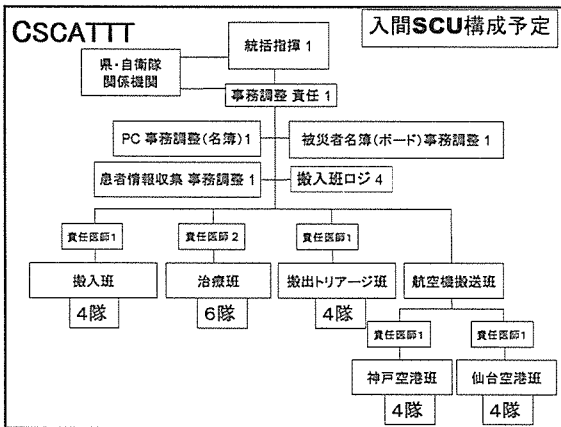 CSCATTT
入間SCU構成予定
統括指揮 1
県・自衛隊
関係機関
事務調整 責任 1
PC 事務調整(名簿) 1
被災者名簿(ボード)事務調整 1
患者情報収集 事務調整 1
搬入班ロジ 4
責任医師1
責任医師2
責任医師1
搬入班
治療班
搬出トリアージ班
航空機搬送班
4隊
6隊
4隊
責任医師1
責任医師1
神戸空港班
仙台空港班
4隊
4隊